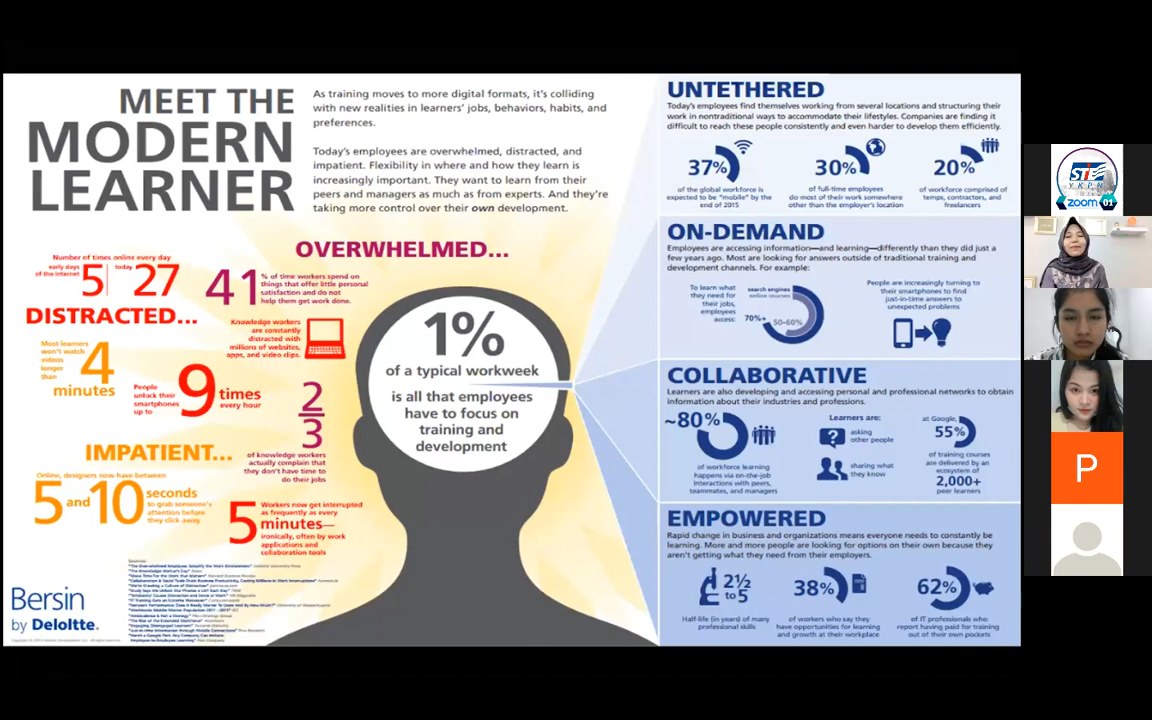 MEET THE
MODERN
LEARNER
As training moves to more digital formats, it's colliding
with new realities in learners' jobs, behaviors, habits, and
preferences.
Today's employees are overwhelmed, distracted, and
impatient. Flexibility in where and how they learn is
increasingly important. They want to learn from their
peers and managers as much as from experts. And they're
taking more control over their own development.
OVERWHELMED...
Number of times online every day
early days
of the Internet
5
today
27
DISTRACTED...
41
% of time workers spend on
things that offer little personal
satisfaction and do not
help them get work done.
Knowledge workers
are constantly
distracted with
millions of websites,
apps, and video clips.
Most learners
won't watch
videos
longer
than
4
minutes
People
unlock their
smartphones
up to
9
times
every hour
2
3
of knowledge workers
actually complain that
they don't have time to
do their jobs
IMPATIENT...
Online, designers now have between
5 and 10 seconds
to grab someone's
attention before
they click away
5
Workers now get interrupted
as frequently as every
minutes—
ironically, often by work
applications and
collaboration tools
1%
of a typical workweek
is all that employees
have to focus on
training and
development
Bersin
by Deloitte.
UNTETHERED
Today's employees find themselves working from several locations and structuring their
work in nontraditional ways to accommodate their lifestyles. Companies are finding it
difficult to reach these people consistently and even harder to develop them efficiently.
37%
of the global workforce is
expected to be "mobile" by the
end of 2015
30%
of full-time employees
do most of their work somewhere
other than the employer's location
20%
of workforce comprised of
temps, contractors, and
freelancers
ON-DEMAND
Employees are accessing information—and learning—differently than they did just a
few years ago. Most are looking for answers outside of traditional training and
development channels. For example:
To learn what
they need for
their jobs,
employees
access:
search engines
online courses
70%+
50-60%
People are increasingly turning to
their smartphones to find
just-in-time answers to
unexpected problems
COLLABORATIVE
Learners are also developing and accessing personal and professional networks to obtain
information about their industries and professions.
~80%
of workforce learning
happens via on-the-job
interactions with peers,
teammates, and managers
Learners are:
asking
other people
sharing what
they know
at Google,
55%
of training courses
are delivered by an
ecosystem of
2,000+
peer learners
EMPOWERED
Rapid change in business and organizations means everyone needs to constantly be
learning. More and more people are looking for options on their own because they
aren't getting what they need from their employers.
2½
to 5
Half-life (in years) of many
professional skills
38%
of workers who say they
have opportunities for learning
and growth at their workplace
62%
of IT professionals who
report having paid for training
out of their own pockets
STIE
YKPN
zoom 01
P